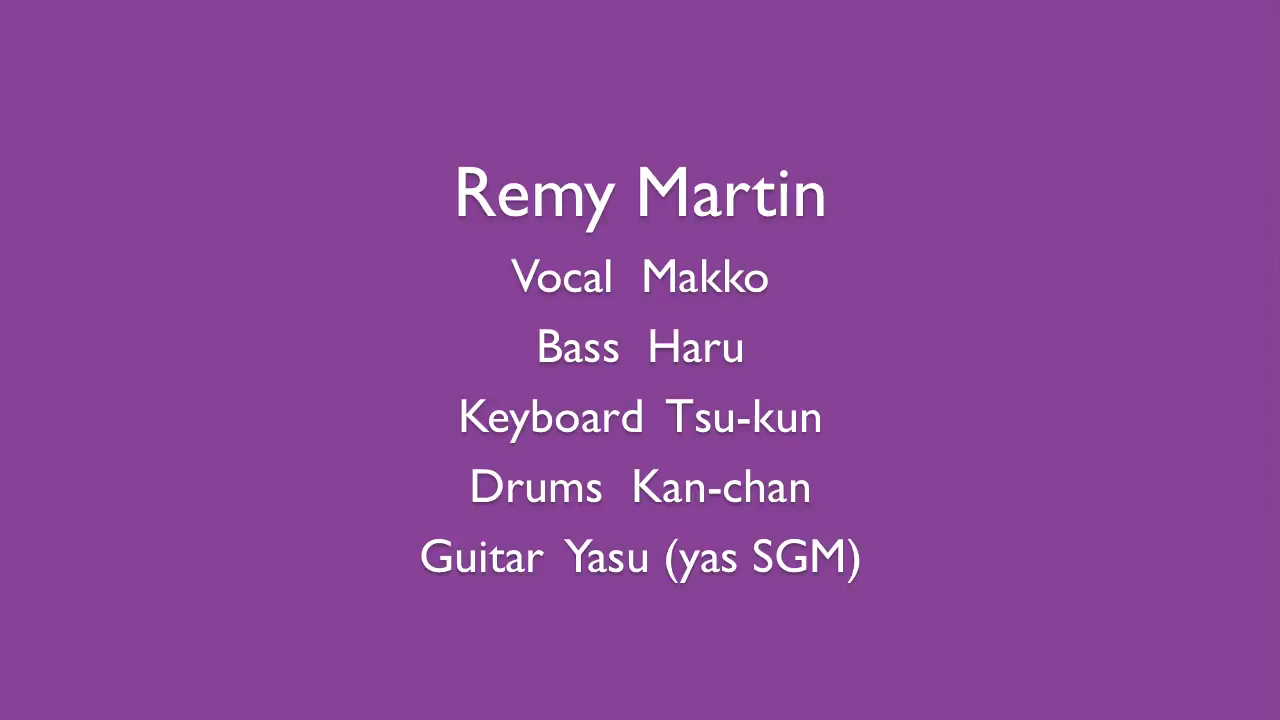 Remy Martin
Vocal Makko
Bass Haru
Keyboard Tsu-kun
Drums Kan-chan
Guitar Yasu (yas SGM)